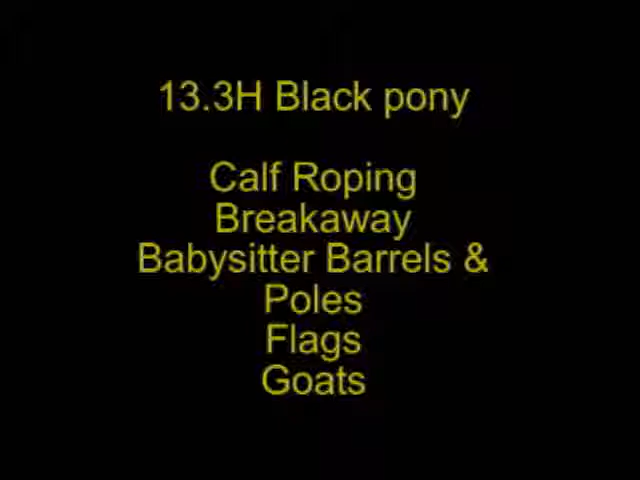 13.3H Black pony
Calf Roping
Breakaway
Babysitter Barrels &
Poles
Flags
Goats